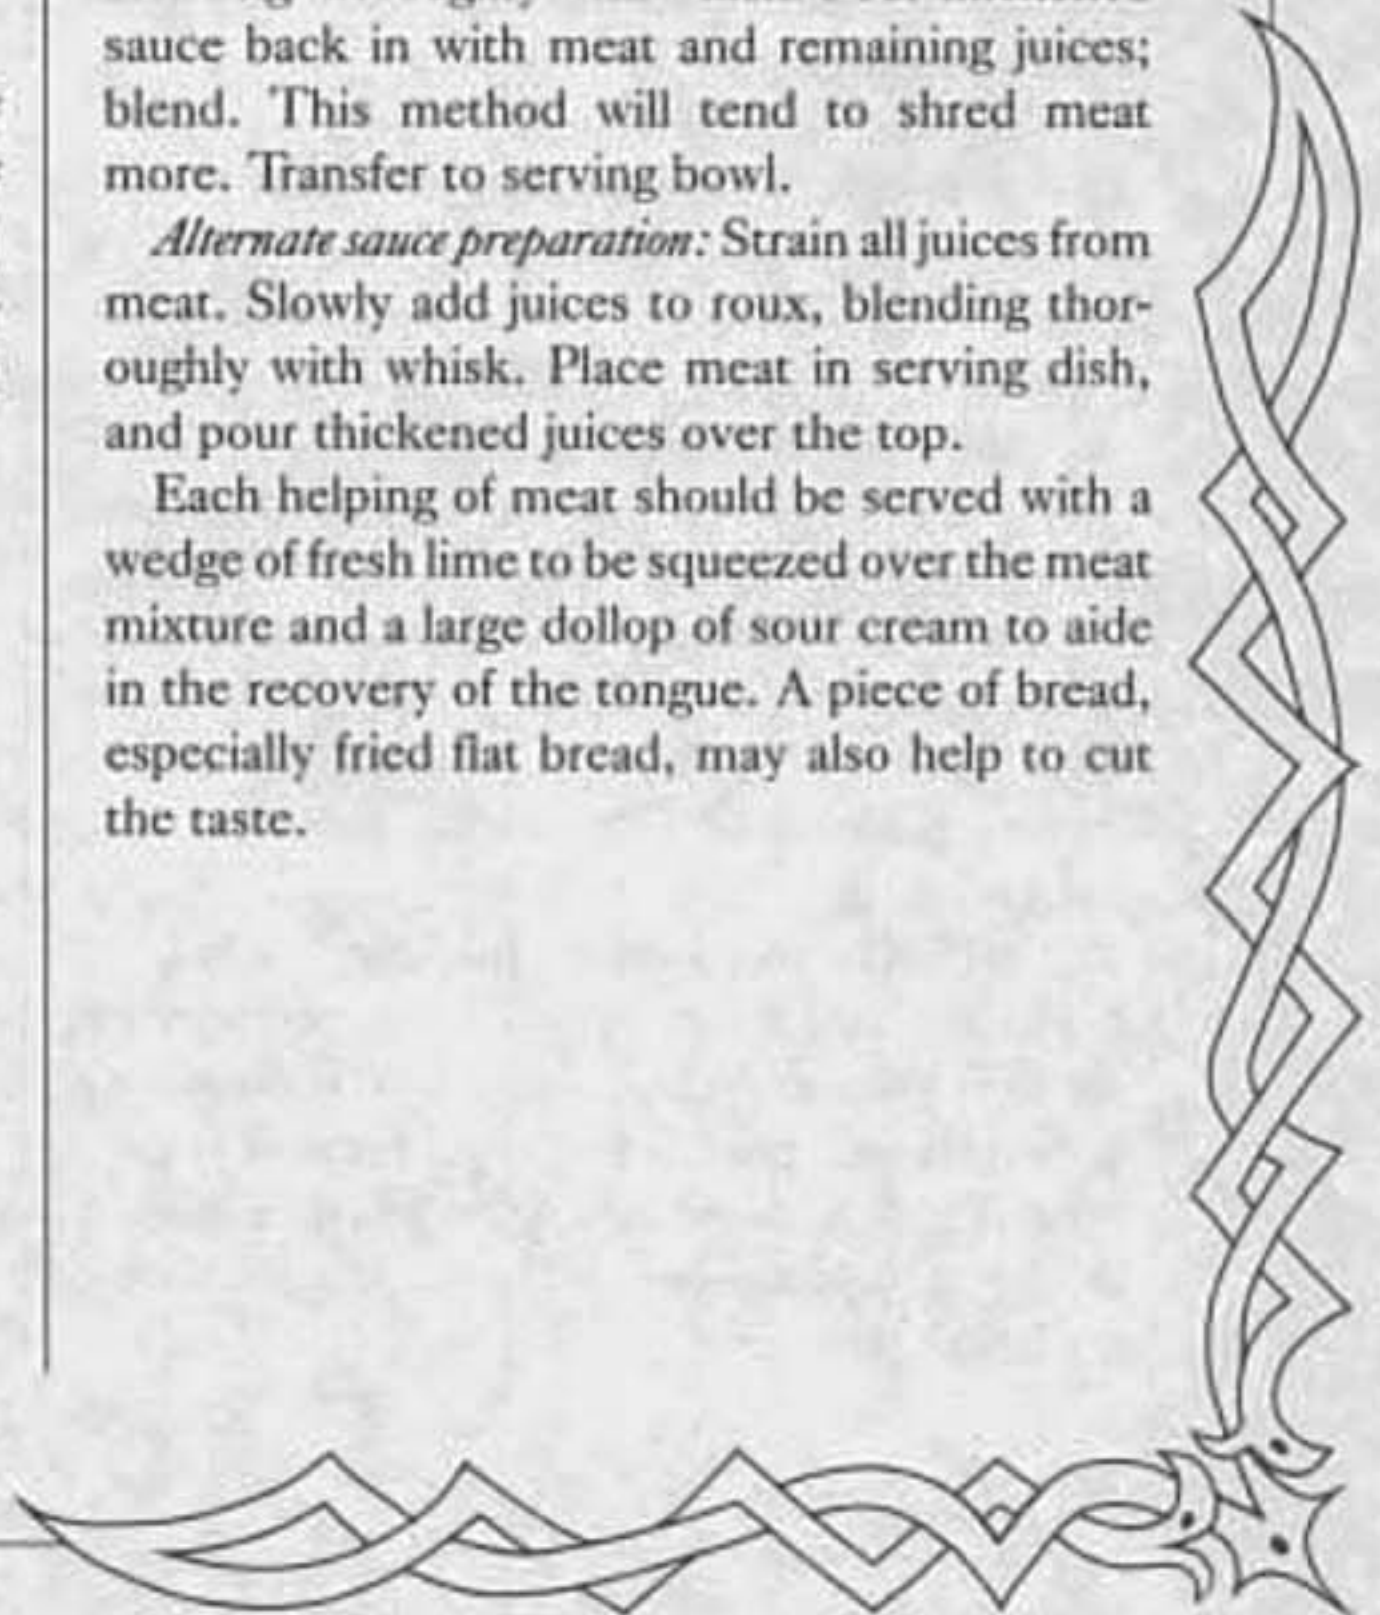 sauce back in with meat and remaining juices;
blend. This method will tend to shred meat
more. Transfer to serving bowl.
Alternate sauce preparation: Strain all juices from
meat. Slowly add juices to roux, blending thor-
oughly with whisk. Place meat in serving dish,
and pour thickened juices over the top.
Each helping of meat should be served with a
wedge of fresh lime to be squeezed over the meat
mixture and a large dollop of sour cream to aide
in the recovery of the tongue. A piece of bread,
especially fried flat bread, may also help to cut
the taste.